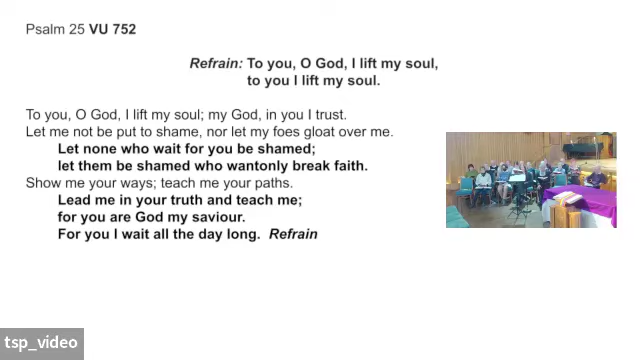 Psalm 25 VU 752
Refrain: To you, O God, I lift my soul,
to you I lift my soul.
To you, O God, I lift my soul; my God, in you I trust.
Let me not be put to shame, nor let my foes gloat over me.
Let none who wait for you be shamed;
let them be shamed who wantonly break faith.
Show me your ways; teach me your paths.
Lead me in your truth and teach me;
for you are God my saviour.
For you I wait all the day long. Refrain
tsp_video